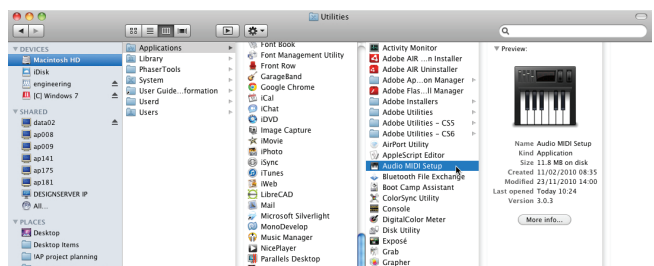 Utilities
DEVICES
Macintosh HD
iDisk
engineering
[C] Windows 7
SHARED
data02
ap008
ap009
ap141
ap175
ap181
DESIGNSERVER IP
All...
PLACES
Desktop
Desktop Items
!AP project planning
Applications
Library
PhaserTools
System
User Guide...formation
Userd
Users
Font Book
Font Management Utility
Front Row
GarageBand
Google Chrome
iCal
iChat
iDVD
Image Capture
iMovie
iPhoto
iSync
iTunes
iWeb
LibreCAD
Mail
Microsoft Silverlight
MonoDevelop
Music Manager
NicePlayer
Parallels Desktop
Activity Monitor
Adobe AIR ...n Installer
Adobe AIR Uninstaller
Adobe Ap...on Manager
Adobe Flas...ll Manager
Adobe Installers
Adobe Utilities
Adobe Utilities - CS5
Adobe Utilities - CS6
AirPort Utility
AppleScript Editor
Audio MIDI Setup
Bluetooth File Exchange
Boot Camp Assistant
ColorSync Utility
Console
DigitalColor Meter
Disk Utility
Exposé
Grab
Grapher
Preview:
Name Audio MIDI Setup
Kind Application
Size 11.8 MB on disk
Created 11/02/2010 08:35
Modified 23/11/2010 14:00
Last opened Today 10:24
Version 3.0.3
More info...